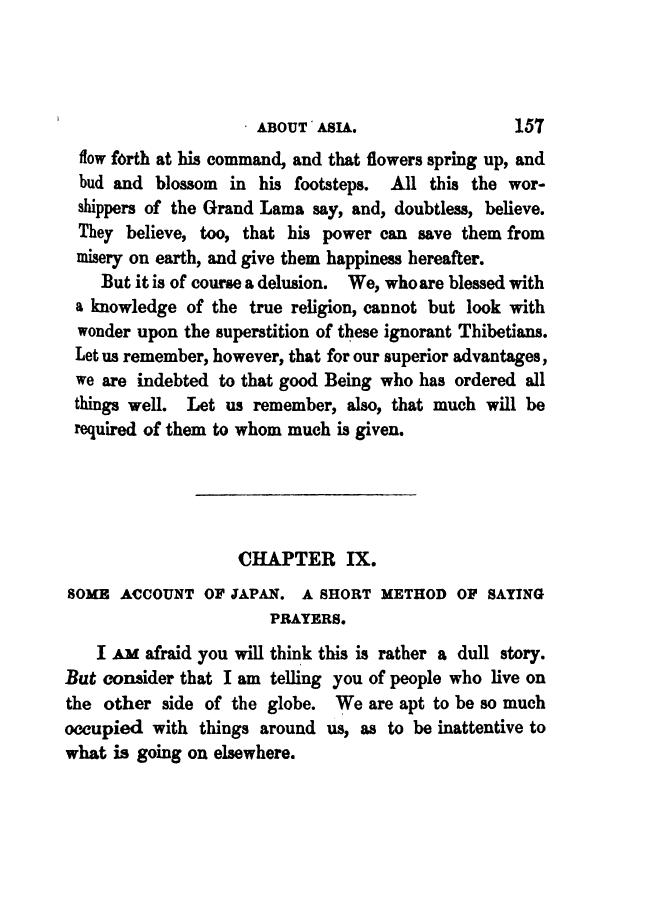 ABOUT ASIA. 157
flow forth at his command, and that flowers spring up, and
bud and blossom in his footsteps. All this the wor-
shippers of the Grand Lama say, and, doubtless, believe.
They believe, too, that his power can save them from
misery on earth, and give them happiness hereafter.
But it is of course a delusion. We, who are blessed with
a knowledge of the true religion, cannot but look with
wonder upon the superstition of these ignorant Thibetians.
Let us remember, however, that for our superior advantages,
we are indebted to that good Being who has ordered all
things well. Let us remember, also, that much will be
required of them to whom much is given.
CHAPTER IX.
SOME ACCOUNT OF JAPAN. A SHORT METHOD OF SAYING
PRAYERS.
I AM afraid you will think this is rather a dull story.
But consider that I am telling you of people who live on
the other side of the globe. We are apt to be so much
occupied with things around us, as to be inattentive to
what is going on elsewhere.